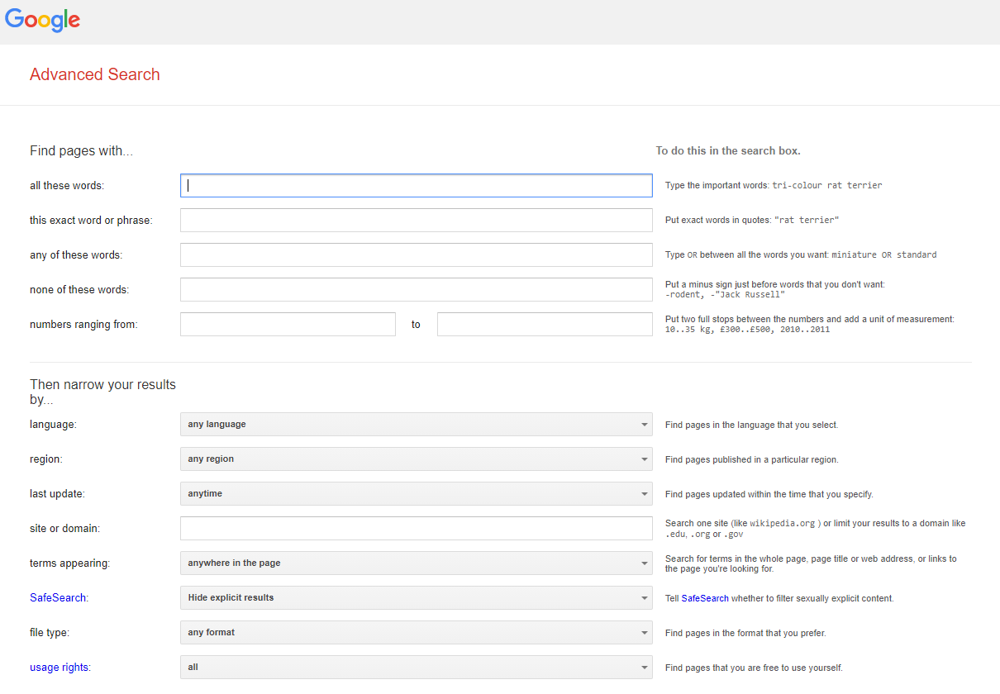 Google
Advanced Search
Find pages with...
To do this in the search box.
all these words:
Type the important words: tri-colour rat terrier
this exact word or phrase:
Put exact words in quotes: "rat terrier"
any of these words:
Type OR between all the words you want: miniature OR standard
none of these words:
Put a minus sign just before words that you don't want:
-rodent, -"Jack Russell"
numbers ranging from:
to
Put two full stops between the numbers and add a unit of measurement:
10..35 kg, £300..£500, 2010..2011
Then narrow your results
by...
language:
any language
Find pages in the language that you select.
region:
any region
Find pages published in a particular region.
last update:
anytime
Find pages updated within the time that you specify.
site or domain:
Search one site (like wikipedia.org ) or limit your results to a domain like
.edu, .org or .gov
terms appearing:
anywhere in the page
Search for terms in the whole page, page title or web address, or links to
the page you're looking for.
SafeSearch:
Hide explicit results
Tell SafeSearch whether to filter sexually explicit content.
file type:
any format
Find pages in the format that you prefer.
usage rights:
all
Find pages that you are free to use yourself.